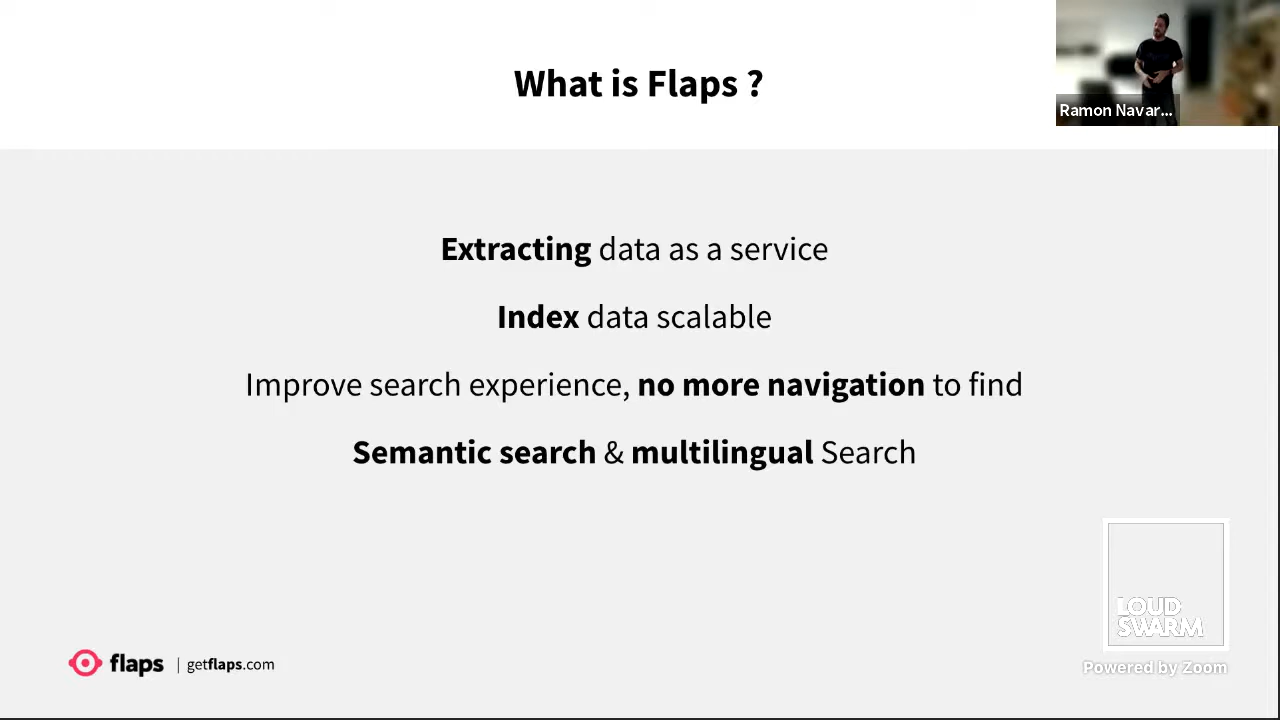 What is Flaps ?
Ramon Navar...
Extracting data as a service
Index data scalable
Improve search experience, no more navigation to find
Semantic search & multilingual Search
LOUD
SWARM
Powered by Zoom
flaps | getflaps.com